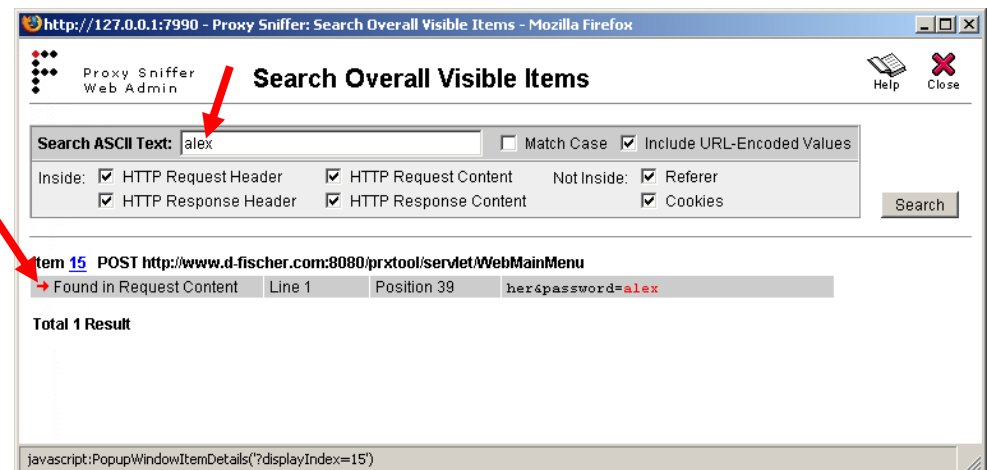 http://127.0.0.1:7990 - Proxy Sniffer: Search Overall Visible Items - Mozilla Firefox
Proxy Sniffer
Web Admin
Search Overall Visible Items
Help Close
Search ASCII Text: alex Match Case Include URL-Encoded Values
Inside: HTTP Request Header HTTP Request Content Not Inside: Referer
HTTP Response Header HTTP Response Content Cookies
Search
Item 15 POST http://www.d-fischer.com:8080/prxtool/servlet/WebMainMenu
Found in Request Content Line 1 Position 39 her&password=alex
Total 1 Result
javascript:PopupWindowItemDetails('?displayIndex=15')